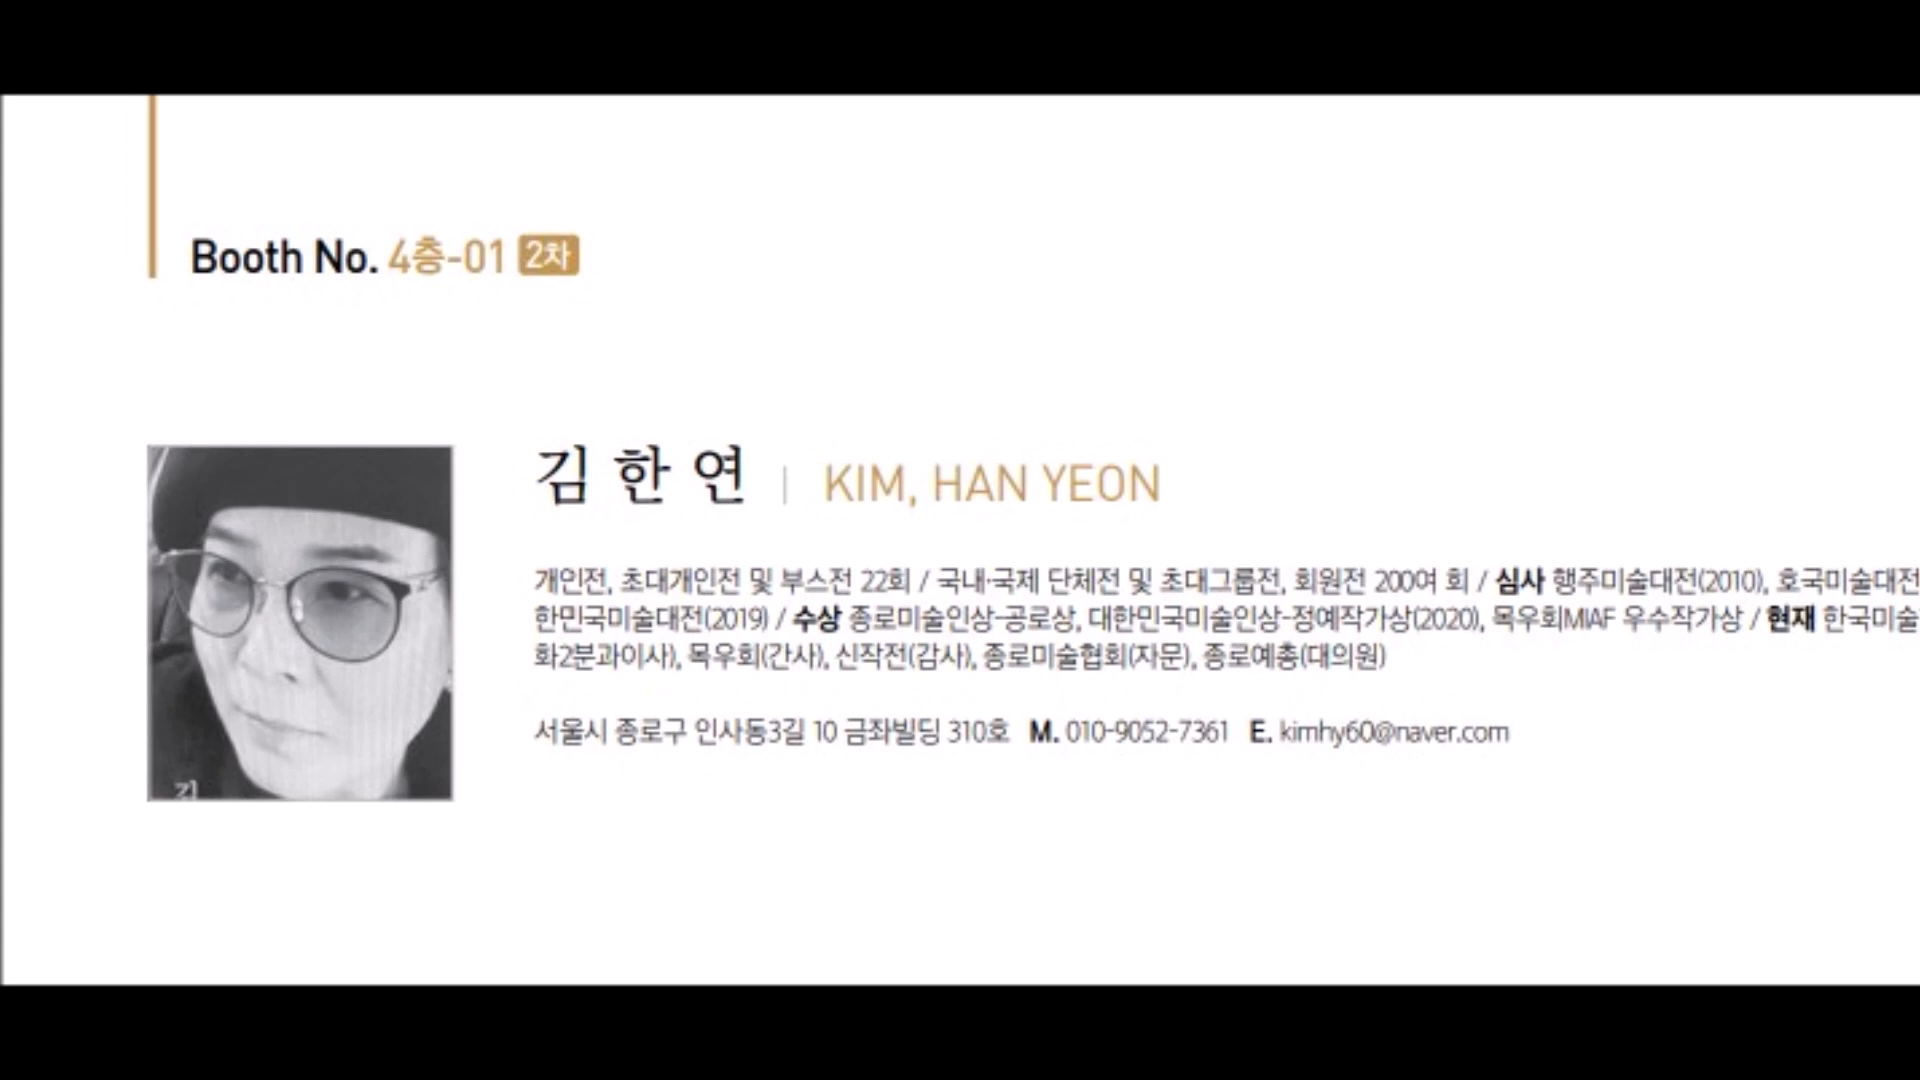 Booth No. 4층-01 2차
김 한 연 | KIM, HAN YEON
개인전, 초대개인전 및 부스전 22회 / 국내·국제 단체전 및 초대그룹전, 회원전 200여 회 / 심사 행주미술대전(2010), 호국미술대전
한민국미술대전(2019) / 수상 종로미술인상-공로상, 대한민국미술인상-정예작가상(2020), 목우회MIAF 우수작가상 / 현재 한국미술
화2분과이사), 목우회(간사), 신작전(감사), 종로미술협회(자문), 종로예총(대의원)
서울시 종로구 인사동3길 10 금좌빌딩 310호 M. 010-9052-7361 E. kimhy60@naver.com
김